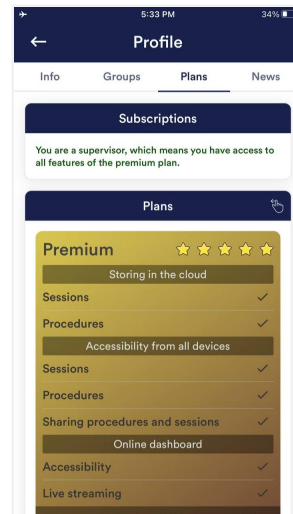 5:33 PM
34%
Profile
Info Groups Plans News
Subscriptions
You are a supervisor, which means you have access to
all features of the premium plan.
Plans
Premium
Storing in the cloud
Sessions
Procedures
Accessibility from all devices
Sessions
Procedures
Sharing procedures and sessions
Online dashboard
Accessibility
Live streaming